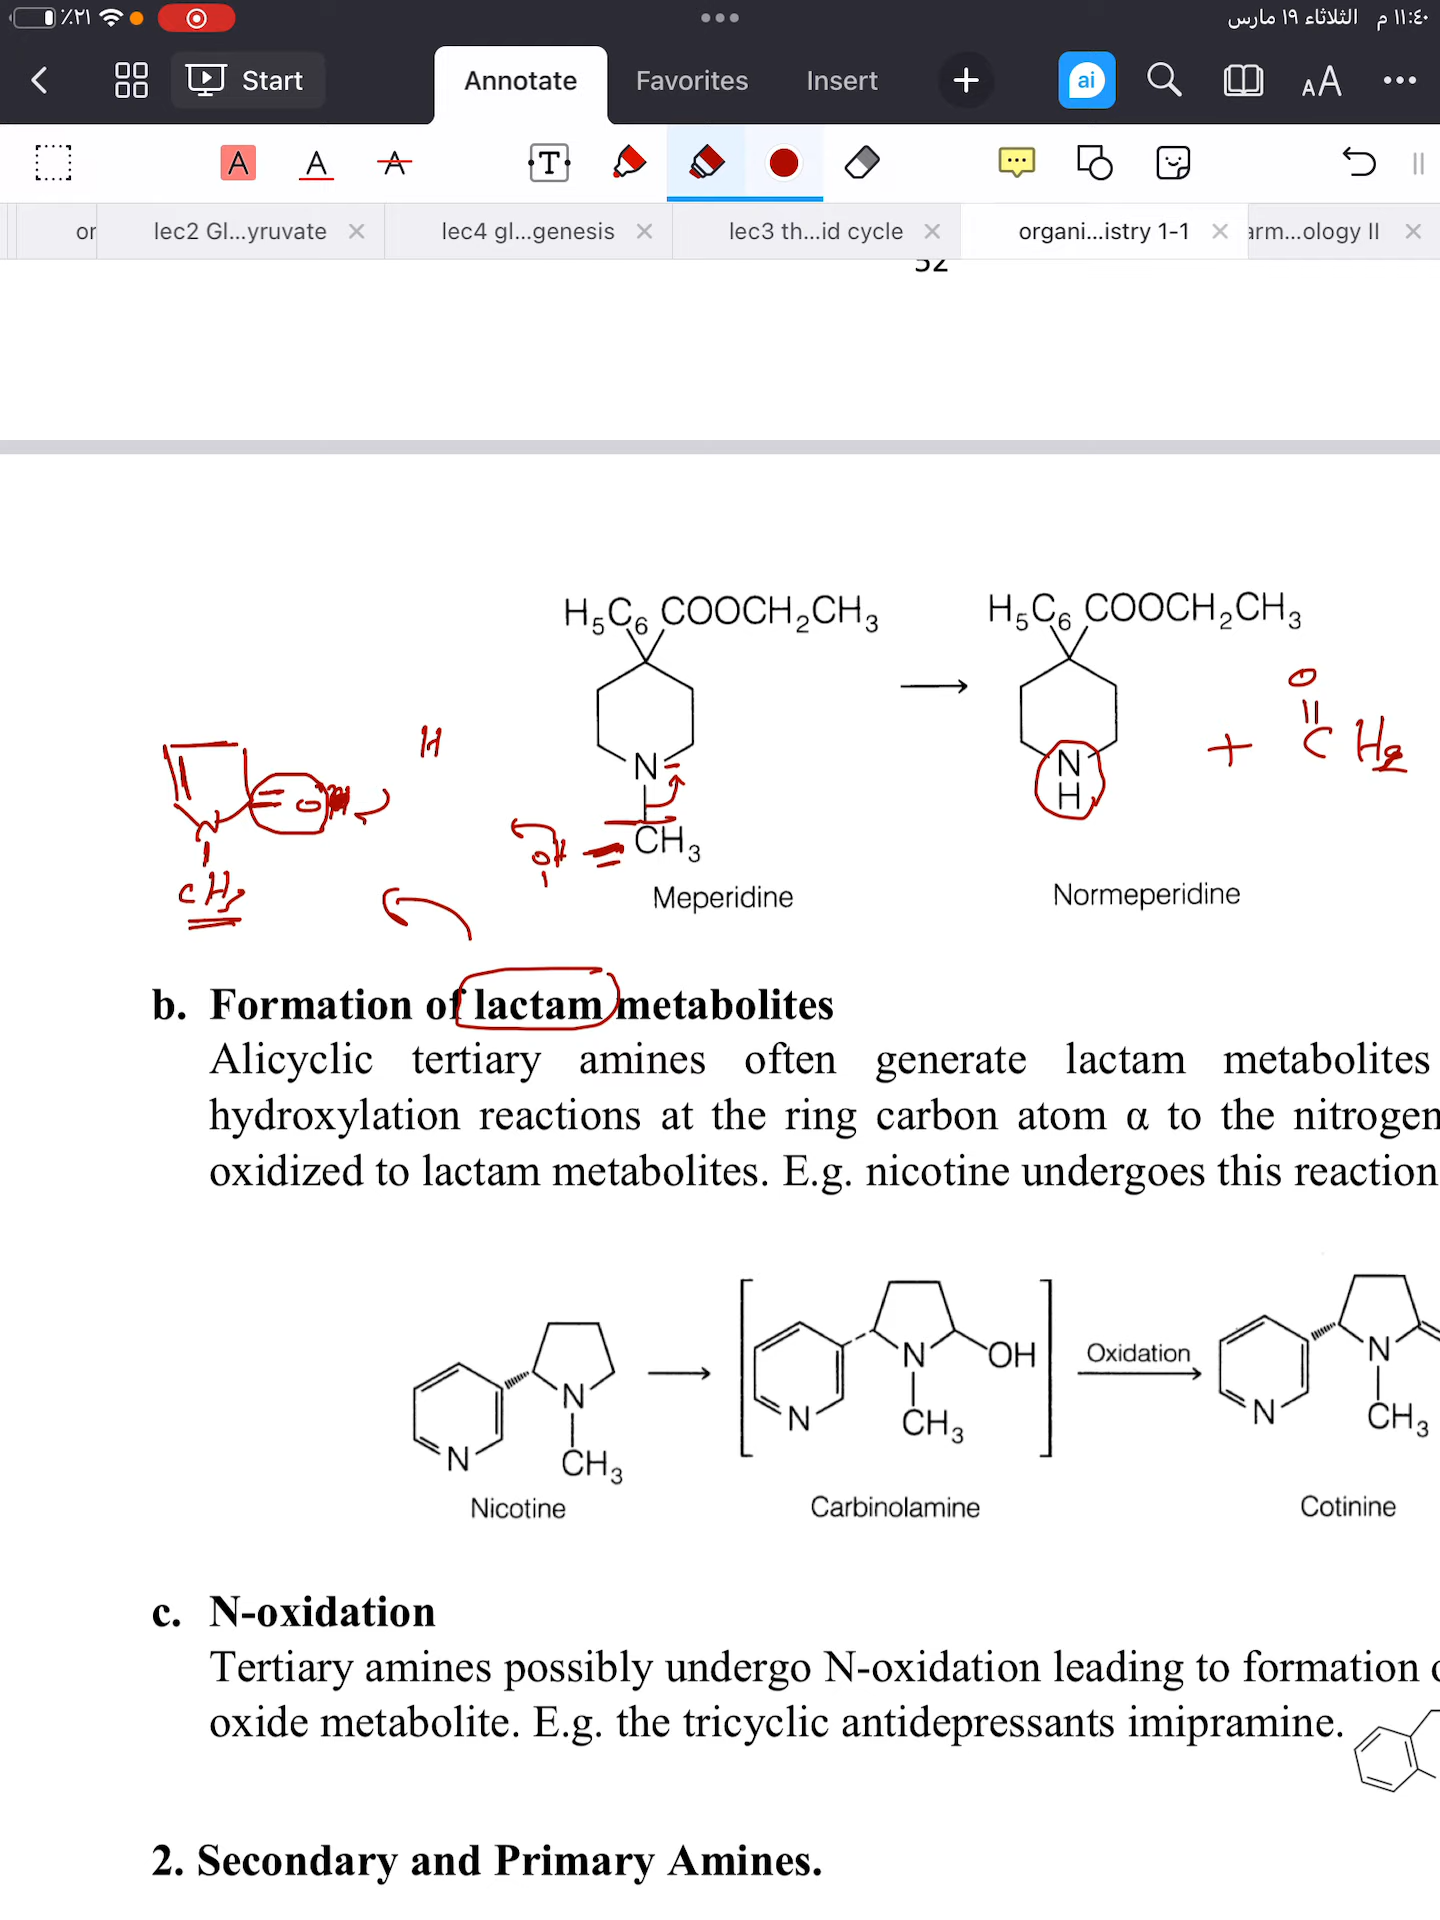 ٪٢١
١١:٤٠ م الثلاثاء ١٩ مارس
Start
Annotate
Favorites
Insert
ai
AA
A A A T
or
lec2 Gl...yruvate
lec4 gl...genesis
lec3 th...id cycle
organi...istry 1-1
arm...ology II
52
H5C6 COOCH2CH3
H5C6 COOCH2CH3
O
H
+ C H2
N
N
H
O
N
OH
CH3
CH3
Meperidine
Normeperidine
b. Formation of lactam metabolites
Alicyclic tertiary amines often generate lactam metabolites
hydroxylation reactions at the ring carbon atom α to the nitrogen
oxidized to lactam metabolites. E.g. nicotine undergoes this reaction
N
N
CH3
Nicotine
N
N
OH
CH3
Carbinolamine
Oxidation
N
N
CH3
Cotinine
c. N-oxidation
Tertiary amines possibly undergo N-oxidation leading to formation
oxide metabolite. E.g. the tricyclic antidepressants imipramine.
2. Secondary and Primary Amines.